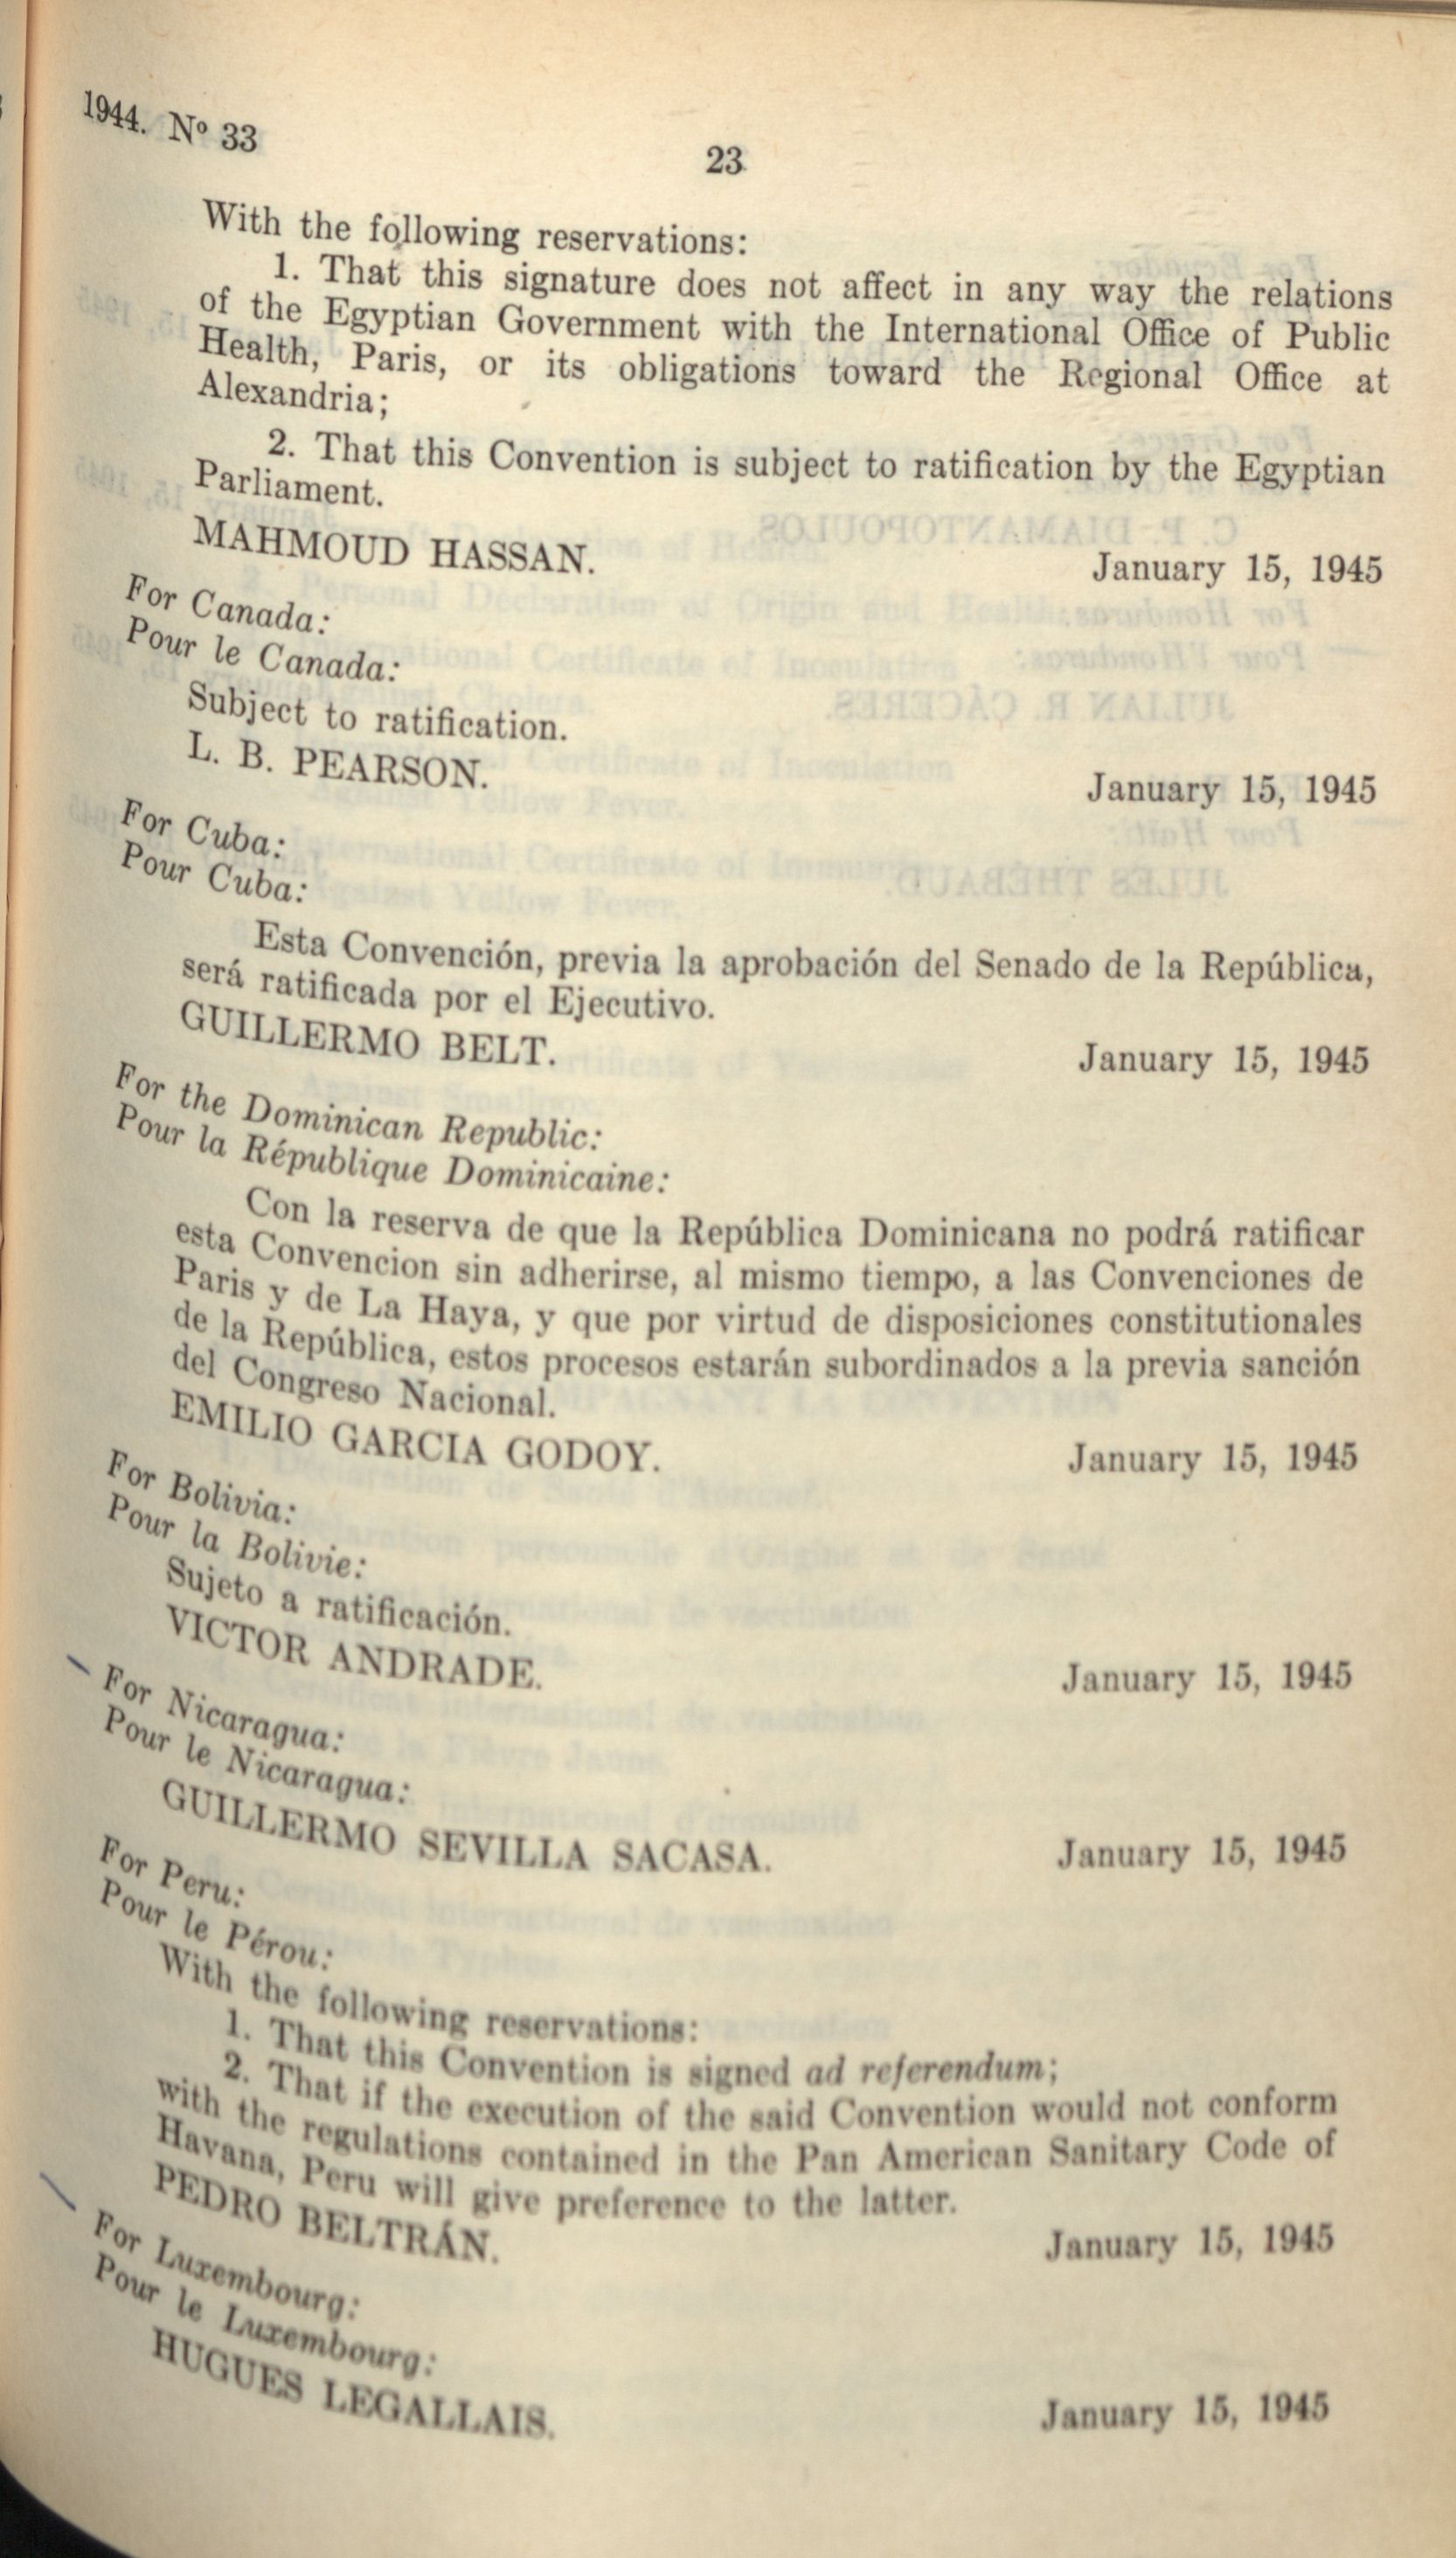 1944. Nº 33
23
With the following reservations:
1. That this signature does not affect in any way the relations
of the Egyptian Government with the International Office of Public
Health, Paris, or its obligations toward the Regional Office at
Alexandria;
2. That this Convention is subject to ratification by the Egyptian
Parliament.
MAHMOUD HASSAN.
January 15, 1945
For Canada:
Pour le Canada:
Subject to ratification.
L. B. PEARSON.
January 15, 1945
For Cuba:
Pour Cuba:
Esta Convención, previa la aprobación del Senado de la República,
será ratificada por el Ejecutivo.
GUILLERMO BELT.
January 15, 1945
For the Dominican Republic:
Pour la République Dominicaine:
Con la reserva de que la República Dominicana no podrá ratificar
esta Convencion sin adherirse, al mismo tiempo, a las Convenciones de
Paris y de La Haya, y que por virtud de disposiciones constitutionales
de la República, estos procesos estarán subordinados a la previa sanción
del Congreso Nacional.
EMILIO GARCIA GODOY.
January 15, 1945
For Bolivia:
Pour la Bolivie:
Sujeto a ratificación.
VICTOR ANDRADE.
January 15, 1945
For Nicaragua:
Pour le Nicaragua:
GUILLERMO SEVILLA SACASA.
January 15, 1945
For Peru:
Pour le Pérou:
With the following reservations:
1. That this Convention is signed ad referendum;
2. That if the execution of the said Convention would not conform
with the regulations contained in the Pan American Sanitary Code of
Havana, Peru will give preference to the latter.
PEDRO BELTRÁN.
January 15, 1945
For Luxembourg:
Pour le Luxembourg:
HUGUES LEGALLAIS.
January 15, 1945